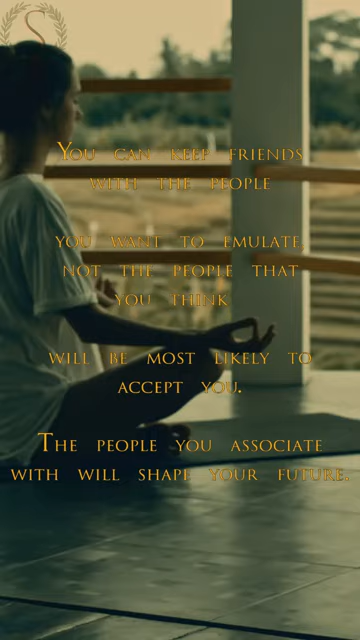 S
You can keep friends
with the people
you want to emulate,
not the people that
you think
will be most likely to
accept you.
The people you associate
with will shape your future.